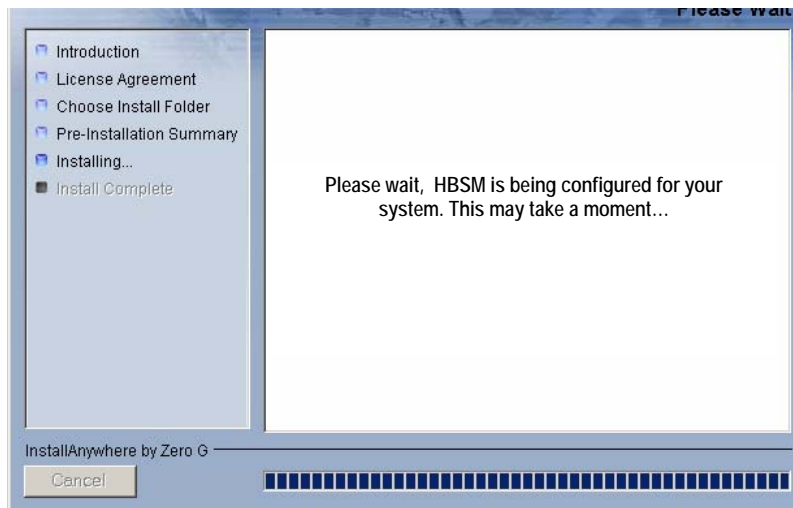 Please Wait
Introduction
License Agreement
Choose Install Folder
Pre-Installation Summary
Installing...
Install Complete
Please wait, HBSM is being configured for your
system. This may take a moment…
InstallAnywhere by Zero G
Cancel